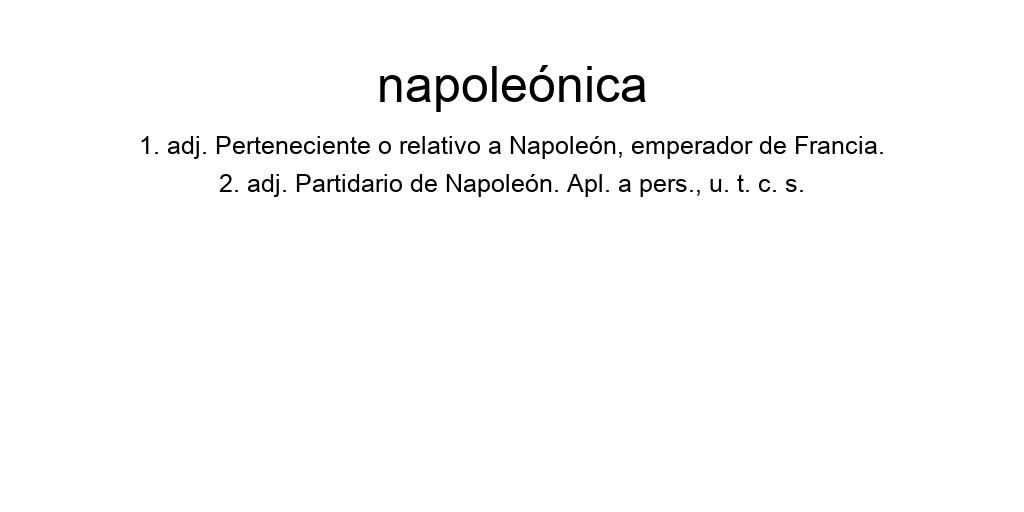 napoleónica
1. adj. Perteneciente o relativo a Napoleón, emperador de Francia.
2. adj. Partidario de Napoleón. Apl. a pers., u. t. c. s.